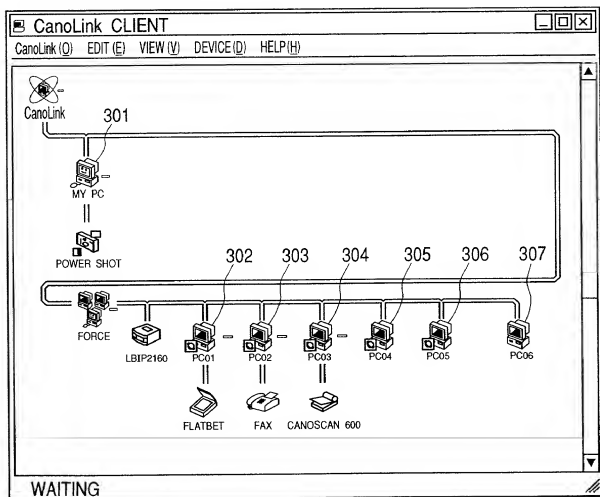 CanoLink CLIENT
CanoLink (O) EDIT (E) VIEW (V) DEVICE (D) HELP (H)
CanoLink
301
MY PC
POWER SHOT
302 303 304 305 306 307
FORCE LBIP2160 PC01 PC02 PC03 PC04 PC05 PC06
FLATBET FAX CANOSCAN 600
WAITING